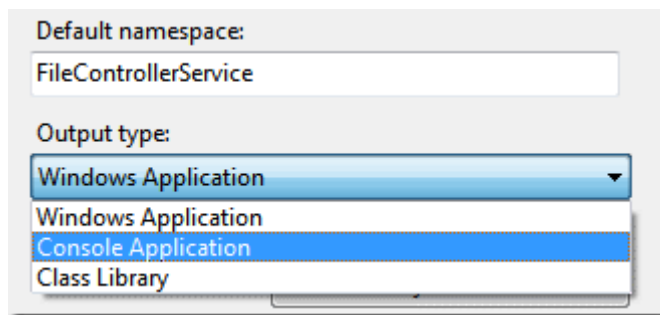 Default namespace:
FileControllerService
Output type:
Windows Application
Windows Application
Console Application
Class Library